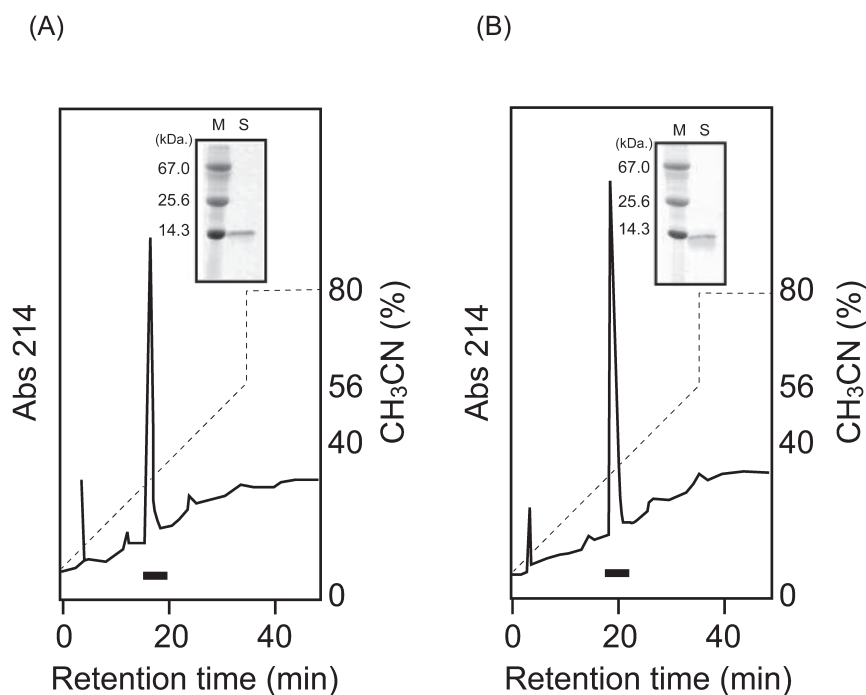 (A)
M S
(kDa.)
67.0
25.6
14.3
Abs 214
80
56
40
0
CH₃CN (%)
0 20 40
Retention time (min)
(B)
M S
(kDa.)
67.0
25.6
14.3
Abs 214
80
56
40
0
CH₃CN (%)
0 20 40
Retention time (min)